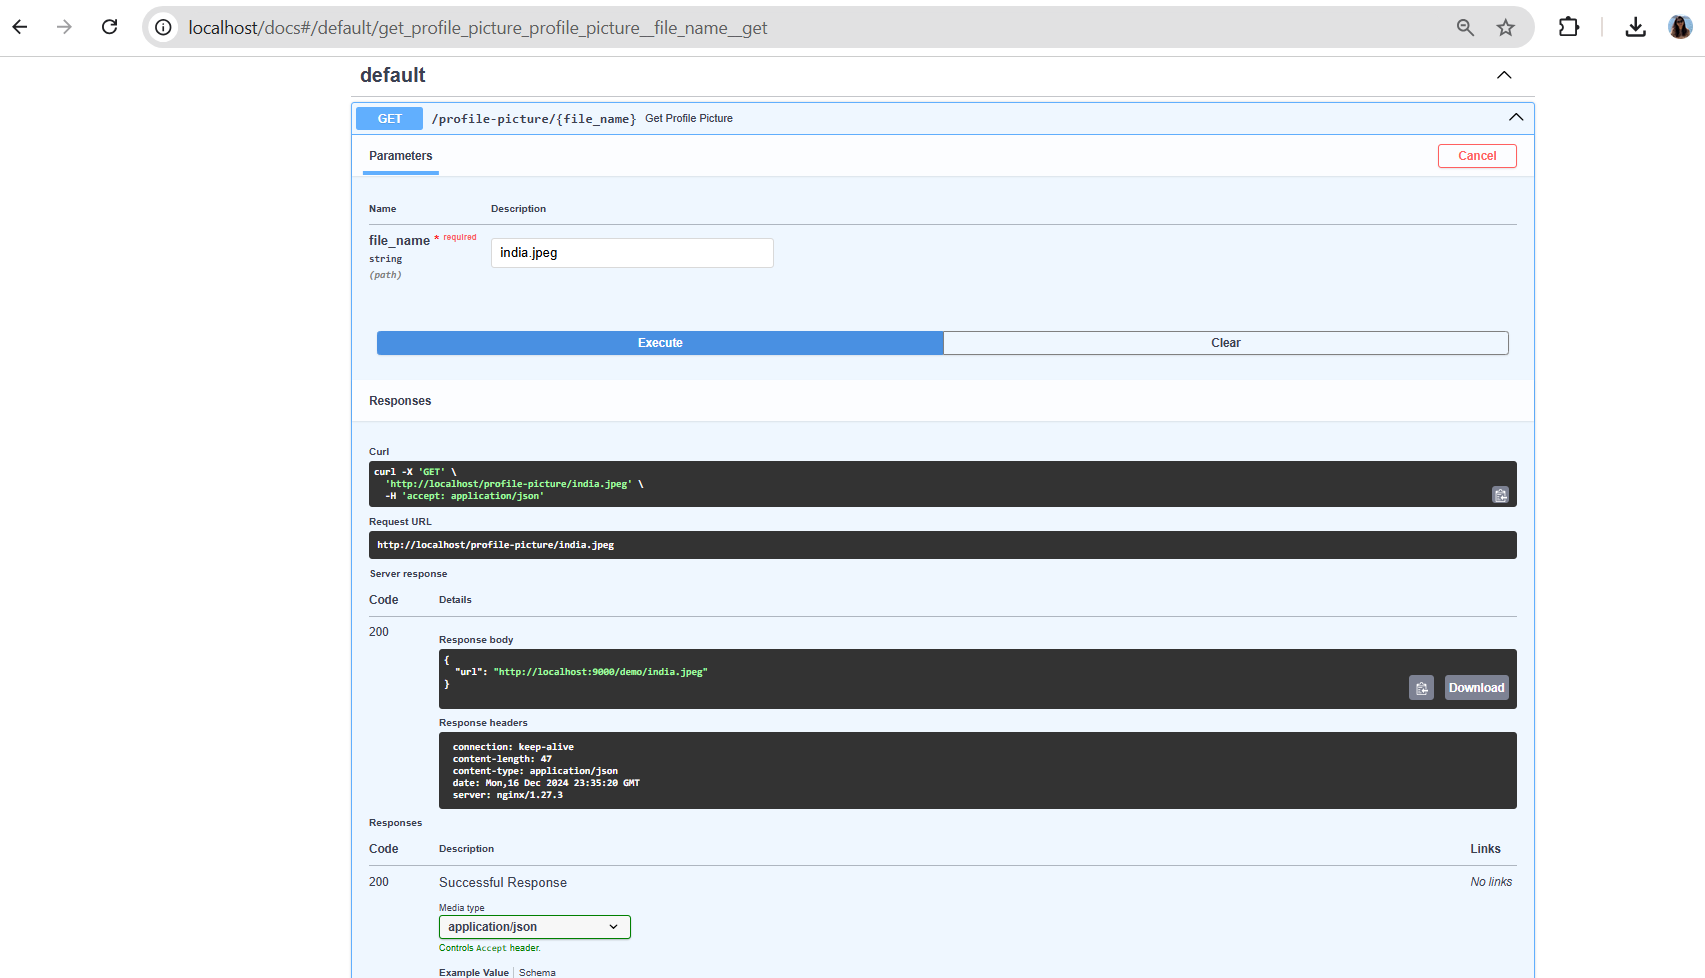 localhost/docs#/default/get_profile_picture_profile_picture__file_name__get
default
GET /profile-picture/{file_name} Get Profile Picture
Parameters Cancel
Name Description
file_name * required
string
(path)
india.jpeg
Execute Clear
Responses
Curl
curl -X 'GET' \
'http://localhost/profile-picture/india.jpeg' \
-H 'accept: application/json'
Request URL
http://localhost/profile-picture/india.jpeg
Server response
Code Details
200
Response body
{
"url": "http://localhost:9000/demo/india.jpeg"
}
Download
Response headers
connection: keep-alive
content-length: 47
content-type: application/json
date: Mon,16 Dec 2024 23:35:20 GMT
server: nginx/1.27.3
Responses
Code Description Links
200 Successful Response No links
Media type
application/json
Controls Accept header.
Example Value Schema